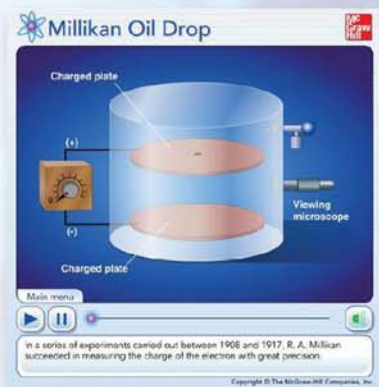 Millikan Oil Drop
Mc
Graw
Hill
Charged plate
(+)
0
(-)
Viewing
microscope
Charged plate
Main menu
In a series of experiments carried out between 1908 and 1917, R. A. Millikan
succeeded in measuring the charge of the electron with great precision.
Copyright © The McGraw-Hill Companies, Inc.